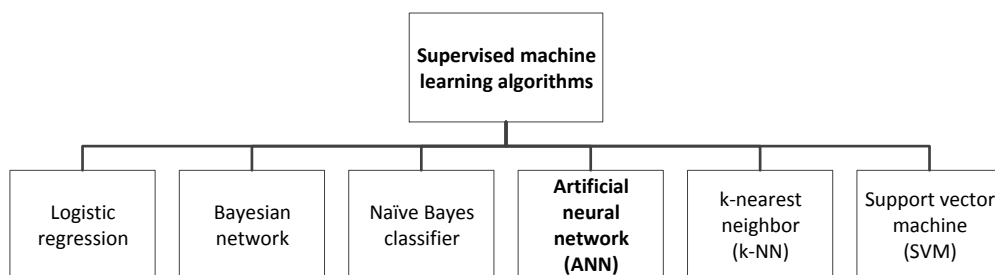 Supervised machine
learning algorithms
Logistic
regression
Bayesian
network
Naïve Bayes
classifier
Artificial
neural
network
(ANN)
k-nearest
neighbor
(k-NN)
Support vector
machine
(SVM)